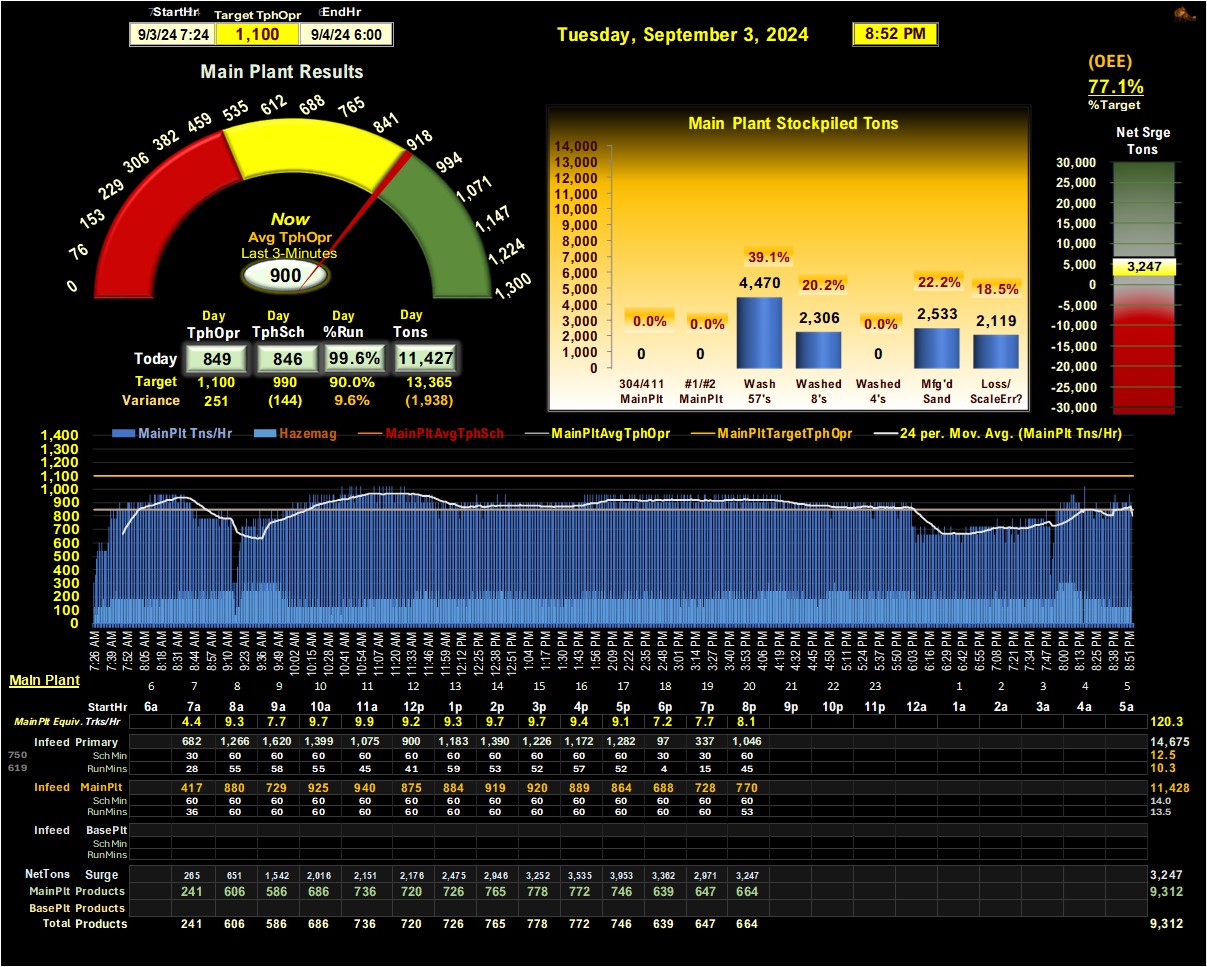 StartHr Target TphOpr EndHr
9/3/24 7:24 1,100 9/4/24 6:00
Tuesday, September 3, 2024 8:52 PM
(OEE)
77.1%
%Target
Main Plant Results
0 76 153 229 306 382 459 535 612 688 765 841 918 994 1,071 1,147 1,224 1,300
Now
Avg TphOpr
Last 3-Minutes
900
Day Day Day Day
TphOpr TphSch %Run Tons
Today 849 846 99.6% 11,427
Target 1,100 990 90.0% 13,365
Variance 251 (144) 9.6% (1,938)
Main Plant Stockpiled Tons
14,000
13,000
12,000
11,000
10,000
9,000
8,000
7,000
6,000
5,000
4,000
3,000
2,000
1,000
0
0.0% 0.0% 39.1% 20.2% 0.0% 22.2% 18.5%
0 0 4,470 2,306 0 2,533 2,119
304/411 #1/#2 Wash Washed Washed Mfg'd Loss/
MainPlt MainPlt 57's 8's 4's Sand ScaleErr?
Net Srge
Tons
30,000
25,000
20,000
15,000
10,000
5,000
0
-5,000
-10,000
-15,000
-20,000
-25,000
-30,000
3,247
MainPlt Tns/Hr Hazemag MainPltAvgTphSch MainPltAvgTphOpr MainPltTargetTphOpr 24 per. Mov. Avg. (MainPlt Tns/Hr)
1,400
1,300
1,200
1,100
1,000
900
800
700
600
500
400
300
200
100
0
7:26 AM 7:39 AM 7:52 AM 8:05 AM 8:18 AM 8:31 AM 8:44 AM 8:57 AM 9:10 AM 9:23 AM 9:36 AM 9:49 AM 10:02 AM 10:15 AM 10:28 AM 10:41 AM 10:54 AM 11:07 AM 11:20 AM 11:33 AM 11:46 AM 11:59 AM 12:12 PM 12:25 PM 12:38 PM 12:51 PM 1:04 PM 1:17 PM 1:30 PM 1:43 PM 1:56 PM 2:09 PM 2:22 PM 2:35 PM 2:48 PM 3:01 PM 3:14 PM 3:27 PM 3:40 PM 3:53 PM 4:06 PM 4:19 PM 4:32 PM 4:45 PM 4:58 PM 5:11 PM 5:24 PM 5:37 PM 5:50 PM 6:03 PM 6:16 PM 6:29 PM 6:42 PM 6:55 PM 7:08 PM 7:21 PM 7:34 PM 7:47 PM 8:00 PM 8:13 PM 8:25 PM 8:38 PM 8:51 PM
Main Plant
6 7 8 9 10 11 12 13 14 15 16 17 18 19 20 21 22 23 1 2 3 4 5
StartHr 6a 7a 8a 9a 10a 11a 12p 1p 2p 3p 4p 5p 6p 7p 8p 9p 10p 11p 12a 1a 2a 3a 4a 5a
MainPlt Equiv. Trks/Hr 4.4 9.3 7.7 9.7 9.9 9.2 9.3 9.7 9.7 9.4 9.1 7.2 7.7 8.1 120.3
Infeed Primary 682 1,266 1,620 1,399 1,075 900 1,183 1,390 1,226 1,172 1,282 97 337 1,046 14,675
750 Sch Min 30 60 60 60 60 60 60 60 60 60 60 30 30 60 12.5
619 RunMins 28 55 58 55 45 41 59 53 52 57 52 4 15 45 10.3
Infeed MainPlt 417 880 729 925 940 875 884 919 920 889 864 688 728 770 11,428
Sch Min 60 60 60 60 60 60 60 60 60 60 60 60 60 60 14.0
RunMins 36 60 60 60 60 60 60 60 60 60 60 60 60 53 13.5
Infeed BasePlt
Sch Min
RunMins
NetTons Surge 265 651 1,542 2,016 2,151 2,176 2,475 2,946 3,252 3,535 3,953 3,362 2,971 3,247 3,247
MainPlt Products 241 606 586 686 736 720 726 765 778 772 746 639 647 664 9,312
BasePlt Products
Total Products 241 606 586 686 736 720 726 765 778 772 746 639 647 664 9,312